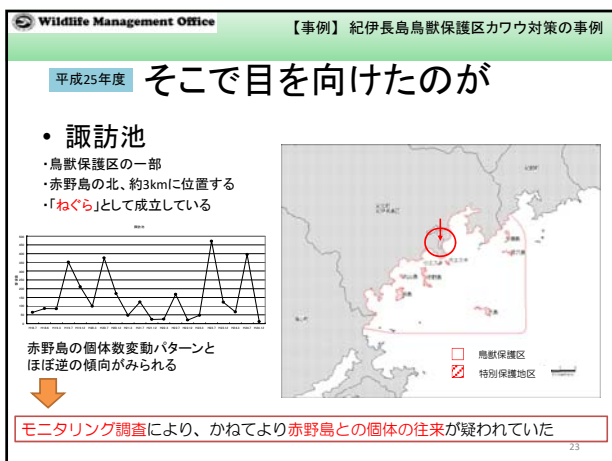 Wildlife Management Office
【事例】 紀伊長島鳥獣保護区カワウ対策の事例
平成25年度 そこで目を向けたのが
• 諏訪池
・鳥獣保護区の一部
・赤野島の北、約3kmに位置する
・「ねぐら」として成立している
赤野島の個体数変動パターンと
ほぼ逆の傾向がみられる
鳥獣保護区
特別保護地区
モニタリング調査により、かねてより赤野島との個体の往来が疑われていた
23